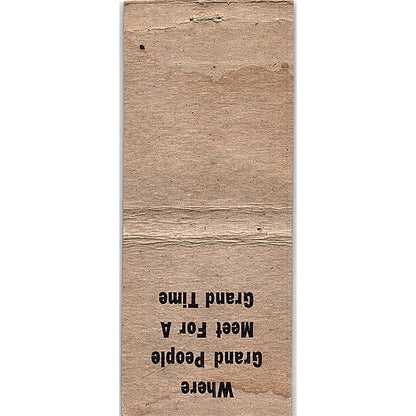 Where
Grand People
Meet For A
Grand Time